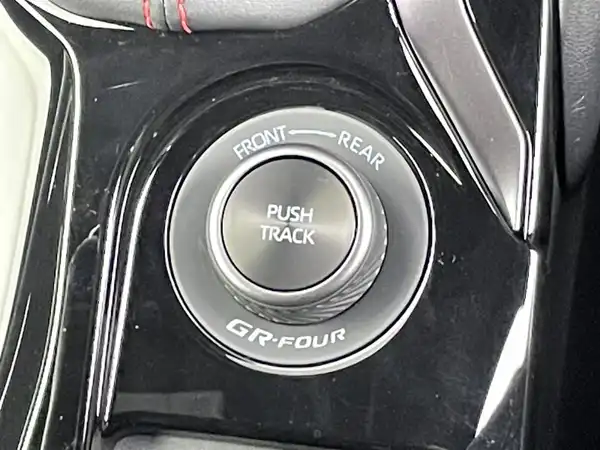 FRONT — REAR
PUSH
TRACK
GR-FOUR